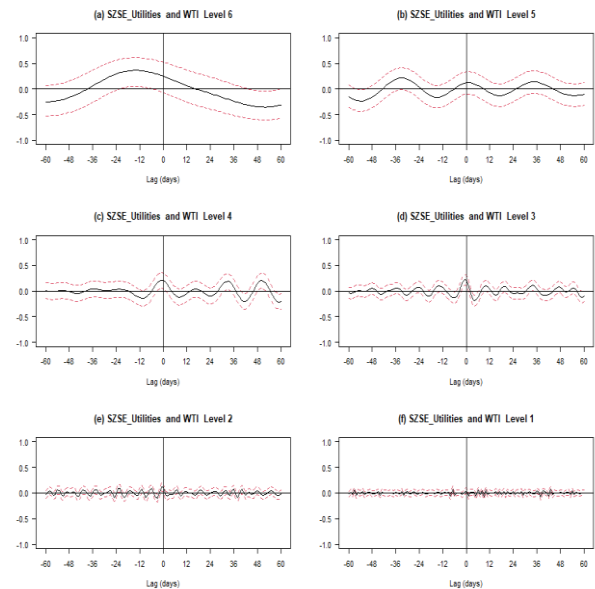 (a) SZSE_Utilities and WTI Level 6
1.0
0.5
0.0
-0.5
-1.0
-60 -48 -36 -24 -12 0 12 24 36 48 60
Lag (days)
(b) SZSE_Utilities and WTI Level 5
1.0
0.5
0.0
-0.5
-1.0
-60 -48 -36 -24 -12 0 12 24 36 48 60
Lag (days)
(c) SZSE_Utilities and WTI Level 4
1.0
0.5
0.0
-0.5
-1.0
-60 -48 -36 -24 -12 0 12 24 36 48 60
Lag (days)
(d) SZSE_Utilities and WTI Level 3
1.0
0.5
0.0
-0.5
-1.0
-60 -48 -36 -24 -12 0 12 24 36 48 60
Lag (days)
(e) SZSE_Utilities and WTI Level 2
1.0
0.5
0.0
-0.5
-1.0
-60 -48 -36 -24 -12 0 12 24 36 48 60
Lag (days)
(f) SZSE_Utilities and WTI Level 1
1.0
0.5
0.0
-0.5
-1.0
-60 -48 -36 -24 -12 0 12 24 36 48 60
Lag (days)